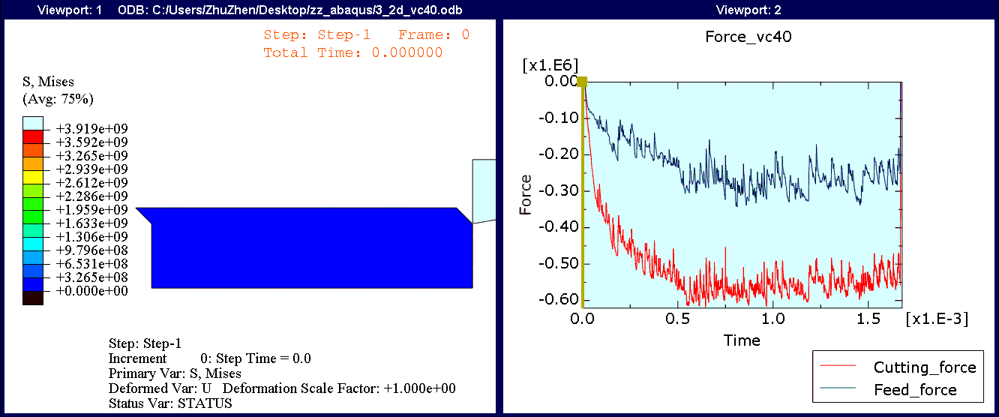 Viewport: 1 ODB: C:/Users/ZhuZhen/Desktop/zz_abaqus/3_2d_vc40.odb
Step: Step-1 Frame: 0
Total Time: 0.000000
S, Mises
(Avg: 75%)
+3.919e+09
+3.592e+09
+3.265e+09
+2.939e+09
+2.612e+09
+2.286e+09
+1.959e+09
+1.633e+09
+1.306e+09
+9.796e+08
+6.531e+08
+3.265e+08
+0.000e+00
Step: Step-1
Increment 0: Step Time = 0.0
Primary Var: S, Mises
Deformed Var: U Deformation Scale Factor: +1.000e+00
Status Var: STATUS
Viewport: 2
Force_vc40
[x1.E6]
0.00
-0.10
-0.20
-0.30
-0.40
-0.50
-0.60
Force
0.0 0.5 1.0 1.5 [x1.E-3]
Time
Cutting_force
Feed_force